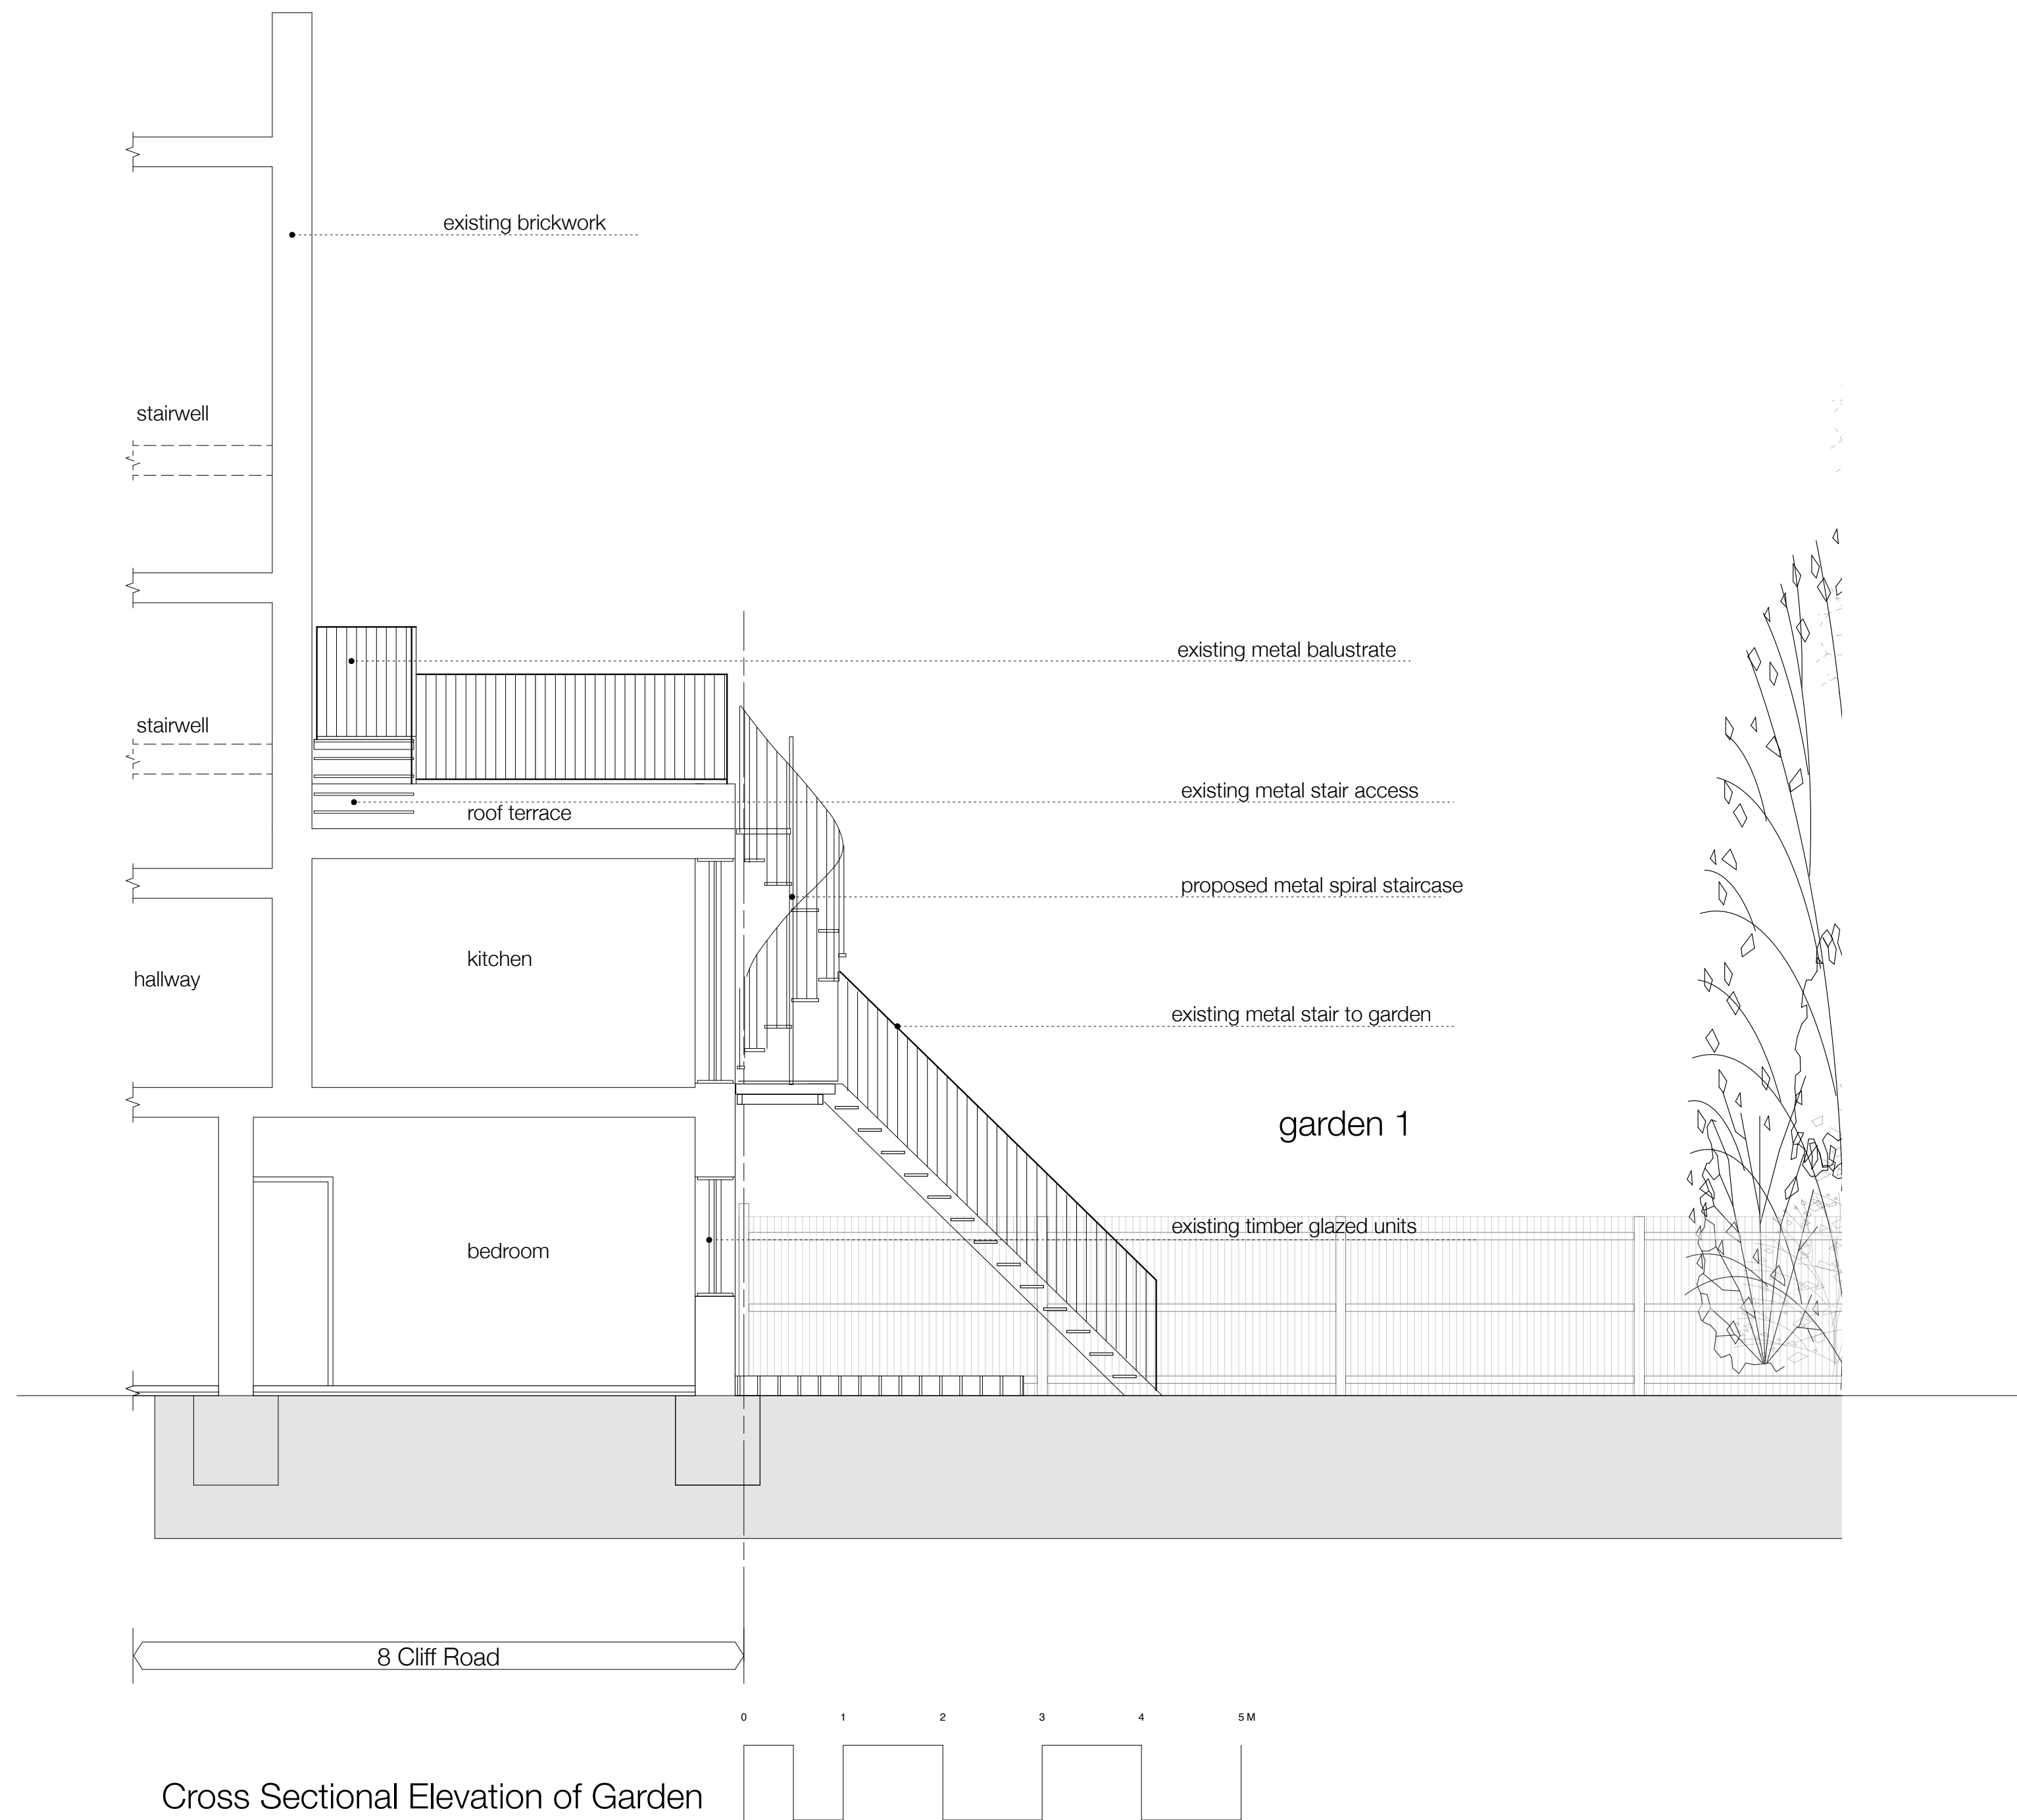 existing brickwork
stairwell
existing metal balustrate
stairwell
existing metal stair access
roof terrace
proposed metal spiral staircase
kitchen
hallway
existing metal stair to garden
garden 1
existing timber glazed units
bedroom
8 Cliff Road
0 1 2 3 4 5 M
Cross Sectional Elevation of Garden